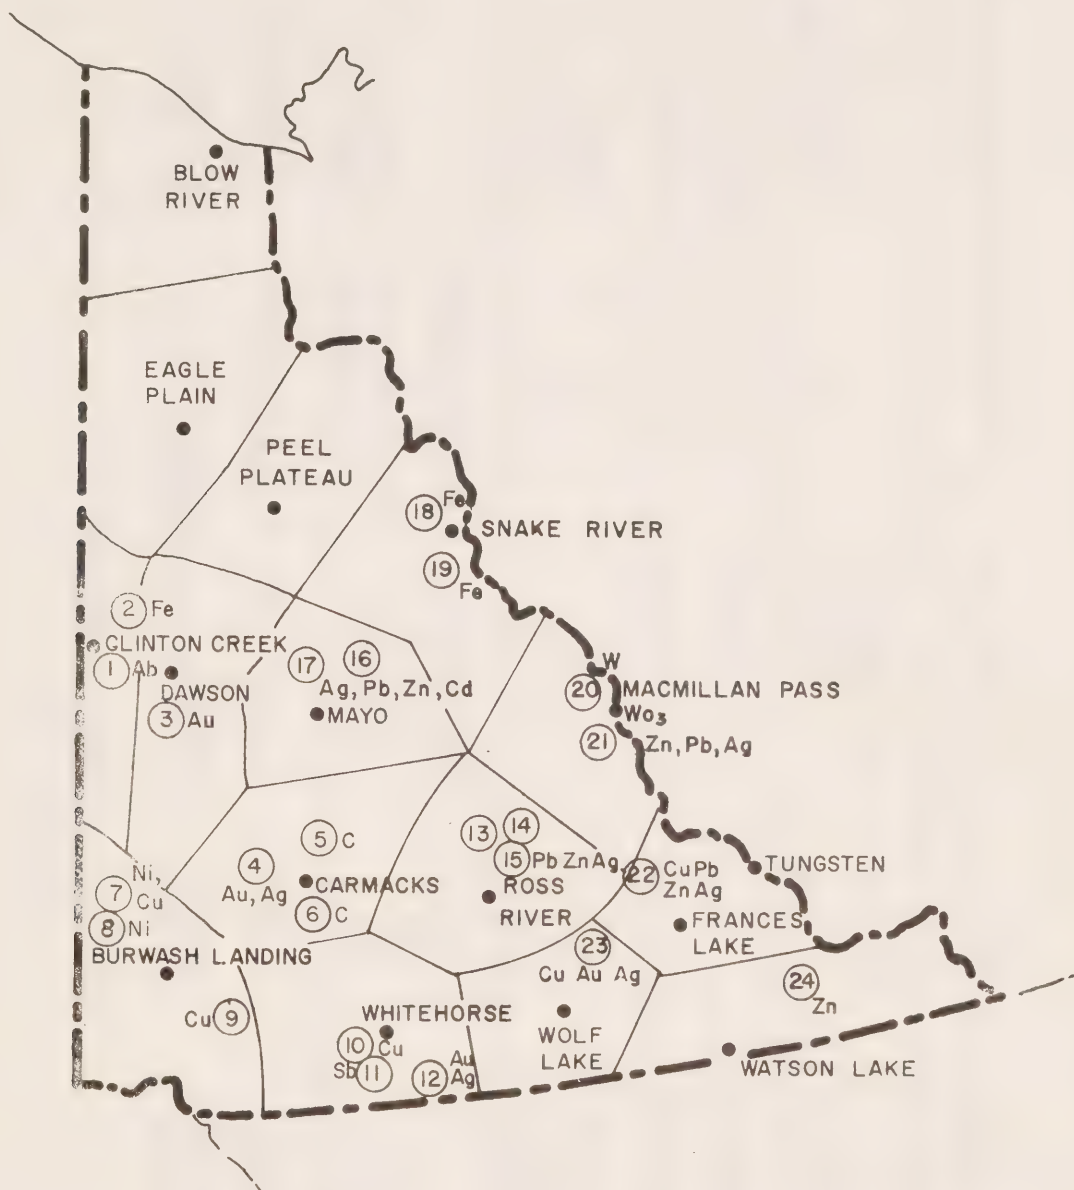 BLOW
RIVER
EAGLE
PLAIN
PEEL
PLATEAU
18 Fe
SNAKE RIVER
19
Fe
2 Fe
CLINTON CREEK
1 Ab
DAWSON
3 Au
17 16
Ag, Pb, Zn, Cd
MAYO
W
20 MACMILLAN PASS
Wo3
21 Zn, Pb, Ag
5 C
4
Au, Ag
CARMACKS
6 C
13 14
15 Pb Zn Ag
ROSS
RIVER
22 Cu Pb
Zn Ag
TUNGSTEN
FRANCES
LAKE
Ni,
7 Cu
8 Ni
BURWASH LANDING
Cu 9
WHITEHORSE
10 Cu
Sb 11
12 Au
Ag
23
Cu Au Ag
WOLF
LAKE
24
Zn
WATSON LAKE